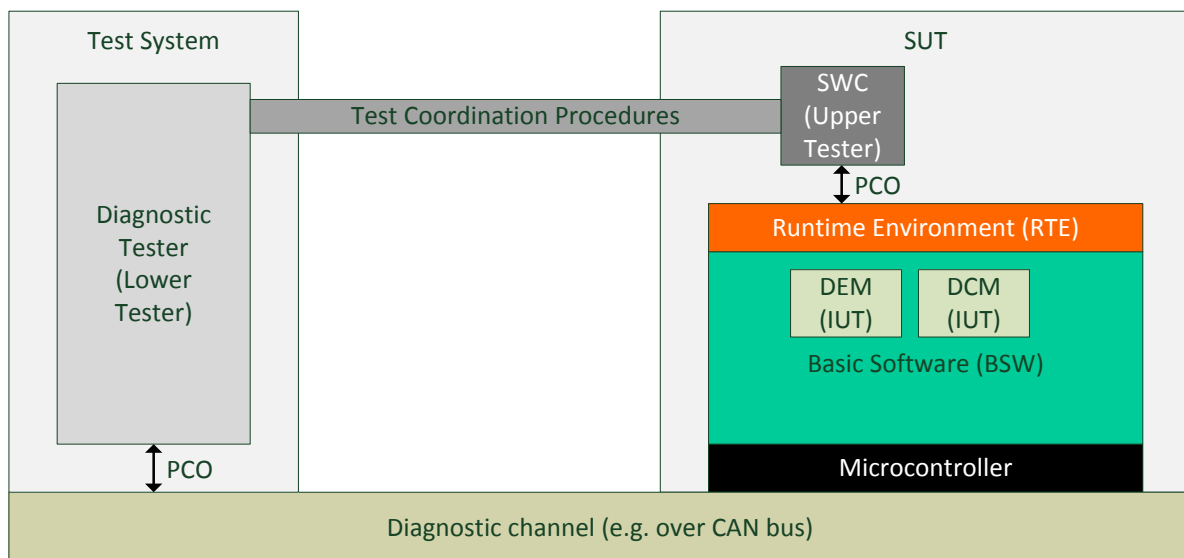 Test System
SUT
SWC
(Upper
Tester)
Test Coordination Procedures
PCO
Diagnostic
Tester
(Lower
Tester)
Runtime Environment (RTE)
DEM
(IUT)
DCM
(IUT)
Basic Software (BSW)
PCO
Microcontroller
Diagnostic channel (e.g. over CAN bus)